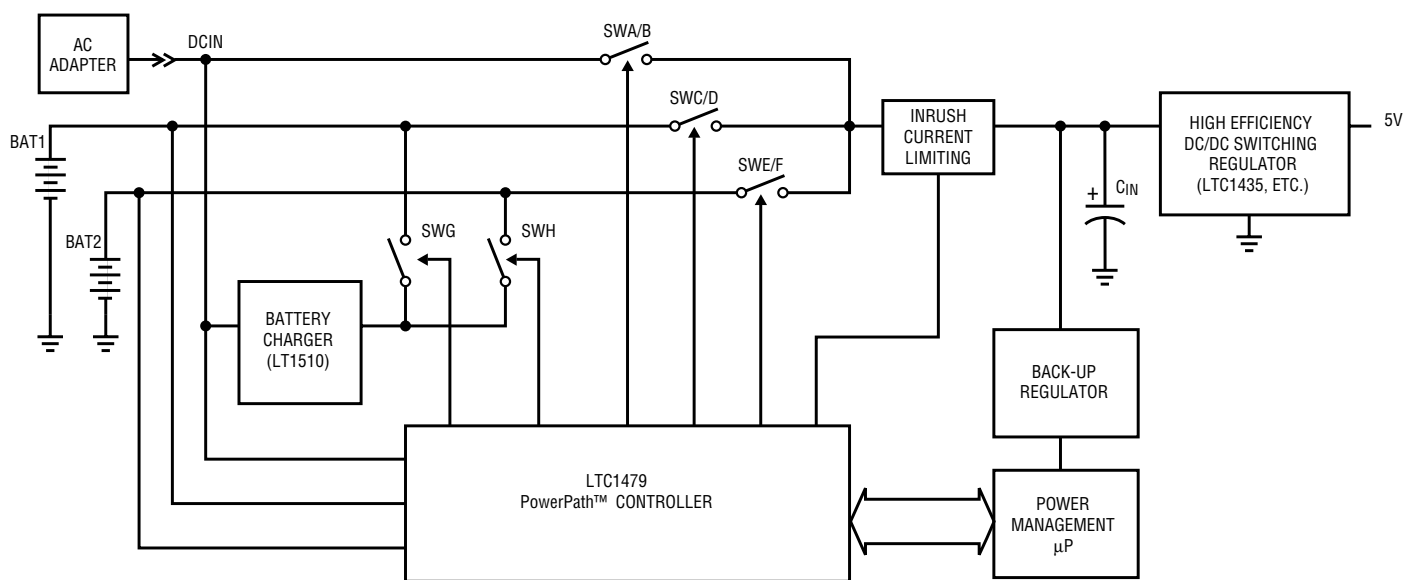 AC
ADAPTER
DCIN
SWA/B
SWC/D
SWE/F
BAT1
BAT2
SWG
SWH
BATTERY
CHARGER
(LT1510)
INRUSH
CURRENT
LIMITING
+
CIN
HIGH EFFICIENCY
DC/DC SWITCHING
REGULATOR
(LTC1435, ETC.)
5V
BACK-UP
REGULATOR
LTC1479
PowerPath™ CONTROLLER
POWER
MANAGEMENT
µP